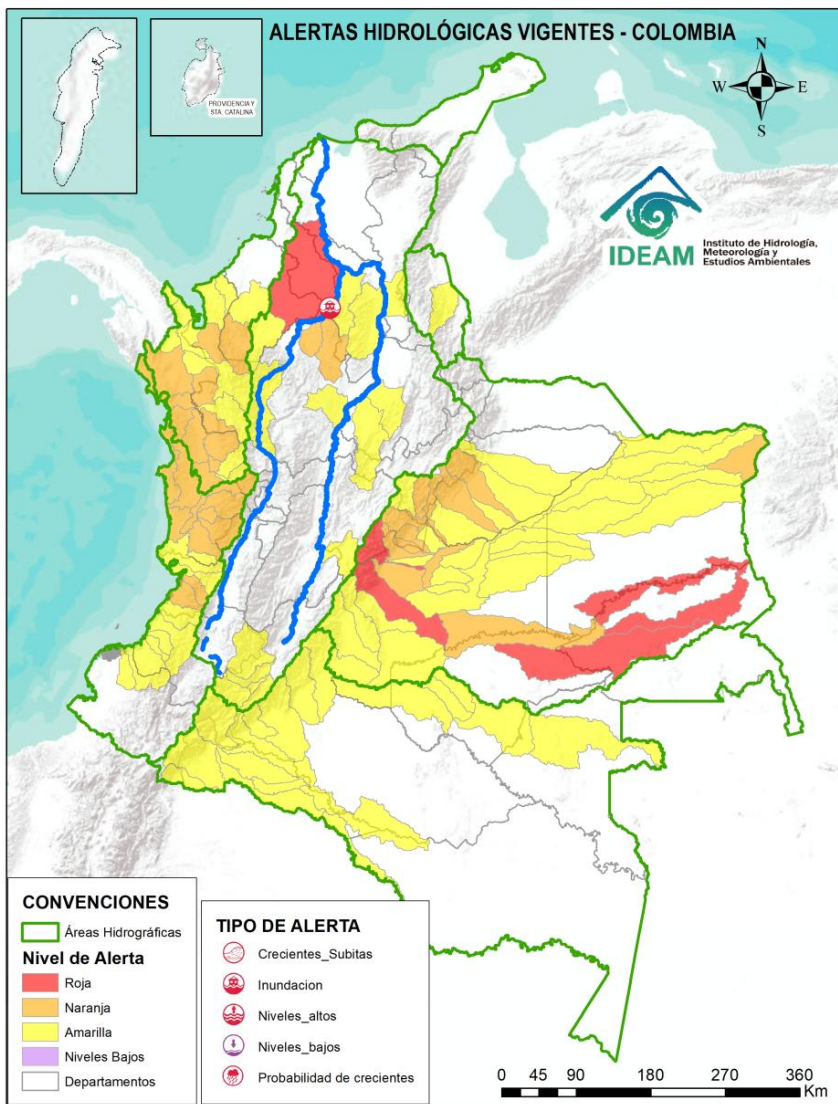 ALERTAS HIDROLÓGICAS VIGENTES - COLOMBIA
PROVIDENCIA Y
STA. CATALINA
N
W
E
S
IDEAM
Instituto de Hidrología,
Meteorología y
Estudios Ambientales
CONVENCIONES
Áreas Hidrográficas
Nivel de Alerta
Roja
Naranja
Amarilla
Niveles Bajos
Departamentos
TIPO DE ALERTA
Crecientes_Subitas
Inundacion
Niveles_altos
Niveles_bajos
Probabilidad de crecientes
0 45 90 180 270 360
Km